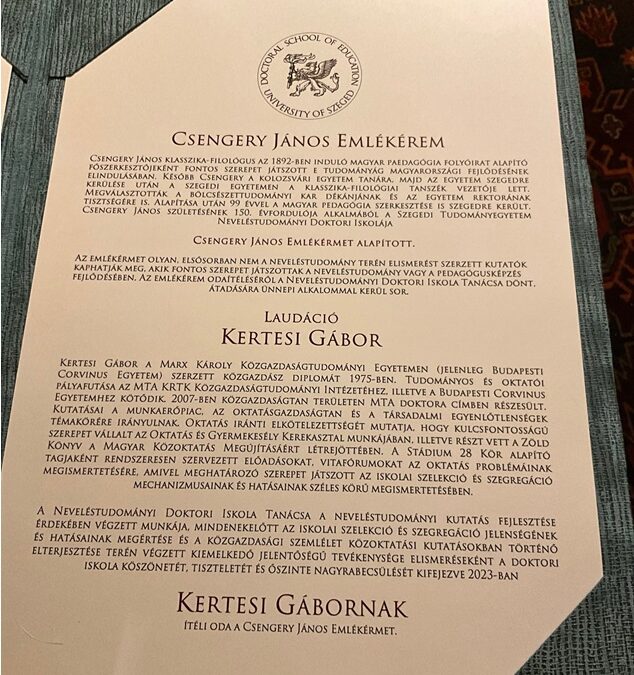 DOCTORAL SCHOOL OF EDUCATION
UNIVERSITY OF SZEGED
CSENGERY JÁNOS EMLÉKÉREM
CSENGERY JÁNOS KLASSZIKA-FILOLÓGUS AZ 1892-BEN INDULÓ MAGYAR PAEDAGÓGIA FOLYÓIRAT ALAPÍTÓ
FŐSZERKESZTŐJEKÉNT FONTOS SZEREPET JÁTSZOTT E TUDOMÁNYÁG MAGYARORSZÁGI FEJLŐDÉSÉNEK
ELINDULÁSÁBAN. KÉSŐBB CSENGERY A KOLOZSVÁRI EGYETEM TANÁRA, MAJD AZ EGYETEM SZEGEDRE
KERÜLÉSE UTÁN A SZEGEDI EGYETEMEN A KLASSZIKA-FILOLÓGIAI TANSZÉK VEZETŐJE LETT.
MEGVÁLASZTOTTÁK A BÖLCSÉSZETTUDOMÁNYI KAR DÉKÁNJÁNAK ÉS AZ EGYETEM REKTORÁNAK
TISZTSÉGÉRE IS. ALAPÍTÁSA UTÁN 99 ÉVVEL A MAGYAR PEDAGÓGIA SZERKESZTÉSE IS SZEGEDRE KERÜLT.
CSENGERY JÁNOS SZÜLETÉSÉNEK 150. ÉVFORDULÓJA ALKALMÁBÓL A SZEGEDI TUDOMÁNYEGYETEM
NEVELÉSTUDOMÁNYI DOKTORI ISKOLÁJA
CSENGERY JÁNOS EMLÉKÉRMET ALAPÍTOTT.
AZ EMLÉKÉRMET OLYAN, ELSŐSORBAN NEM A NEVELÉSTUDOMÁNY TERÉN ELISMERÉST SZERZETT KUTATÓK
KAPHATJÁK MEG, AKIK FONTOS SZEREPET JÁTSZOTTAK A NEVELÉSTUDOMÁNY VAGY A PEDAGÓGUSKÉPZÉS
FEJLŐDÉSÉBEN. AZ EMLÉKÉREM ODAÍTÉLÉSÉRŐL A NEVELÉSTUDOMÁNYI DOKTORI ISKOLA TANÁCSA DÖNT,
ÁTADÁSÁRA ÜNNEPI ALKALOMMAL KERÜL SOR.
LAUDÁCIÓ
KERTESI GÁBOR
KERTESI GÁBOR A MARX KÁROLY KÖZGAZDASÁGTUDOMÁNYI EGYETEMEN (JELENLEG BUDAPESTI
CORVINUS EGYETEM) SZERZETT KÖZGAZDÁSZ DIPLOMÁT 1975-BEN. TUDOMÁNYOS ÉS OKTATÓI
PÁLYAFUTÁSA AZ MTA KRTK KÖZGAZDASÁGTUDOMÁNYI INTÉZETÉHEZ, ILLETVE A BUDAPESTI CORVINUS
EGYETEMHEZ KÖTŐDIK. 2007-BEN KÖZGAZDASÁGTAN TERÜLETEN MTA DOKTORA CÍMBEN RÉSZESÜLT.
KUTATÁSAI A MUNKAERŐPIAC, AZ OKTATÁSGAZDASÁGTAN ÉS A TÁRSADALMI EGYENLŐTLENSÉGEK
TÉMAKÖRÉRE IRÁNYULNAK. OKTATÁS IRÁNTI ELKÖTELEZETTSÉGÉT MUTATJA, HOGY KULCSFONTOSSÁGÚ
SZEREPET VÁLLALT AZ OKTATÁS ÉS GYERMEKESÉLY KEREKASZTAL MUNKÁJÁBAN, ILLETVE RÉSZT VETT A ZÖLD
KÖNYV A MAGYAR KÖZOKTATÁS MEGÚJÍTÁSÁÉRT LÉTREJÖTTÉBEN. A STÁDIUM 28 KÖR ALAPÍTÓ
TAGJAKÉNT RENDSZERESEN SZERVEZETT ELŐADÁSOKAT, VITAFÓRUMOKAT AZ OKTATÁS PROBLÉMÁINAK
MEGISMERTETÉSÉRE, AMIVEL MEGHATÁROZÓ SZEREPET JÁTSZOTT AZ ISKOLAI SZELEKCIÓ ÉS SZEGREGÁCIÓ
MECHANIZMUSAINAK ÉS HATÁSAINAK SZÉLES KÖRŰ MEGISMERTETÉSÉBEN.
A NEVELÉSTUDOMÁNYI DOKTORI ISKOLA TANÁCSA A NEVELÉSTUDOMÁNYI KUTATÁS FEJLESZTÉSE
ÉRDEKÉBEN VÉGZETT MUNKÁJA, MINDENEKELŐTT AZ ISKOLAI SZELEKCIÓ ÉS SZEGREGÁCIÓ JELENSÉGÉNEK
ÉS HATÁSAINAK MEGÉRTÉSE ÉS A KÖZGAZDASÁGI SZEMLÉLET KÖZOKTATÁSI KUTATÁSOKBAN TÖRTÉNŐ
ELTERJESZTÉSE TERÉN VÉGZETT KIEMELKEDŐ JELENTŐSÉGŰ TEVÉKENYSÉGE ELISMERÉSEKÉNT A DOKTORI
ISKOLA KÖSZÖNETÉT, TISZTELETÉT ÉS ŐSZINTE NAGYRABECSÜLÉSÉT KIFEJEZVE 2023-BAN
KERTESI GÁBORNAK
ÍTÉLI ODA A CSENGERY JÁNOS EMLÉKÉRMET.